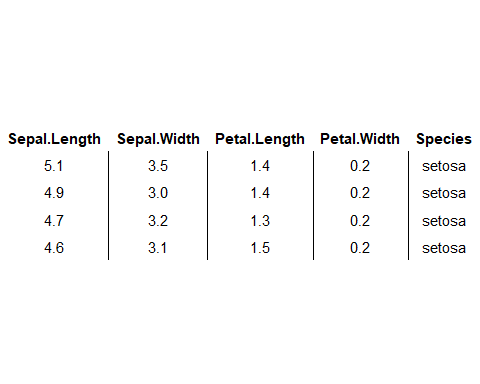 Sepal.Length Sepal.Width Petal.Length Petal.Width Species
5.1 3.5 1.4 0.2 setosa
4.9 3.0 1.4 0.2 setosa
4.7 3.2 1.3 0.2 setosa
4.6 3.1 1.5 0.2 setosa